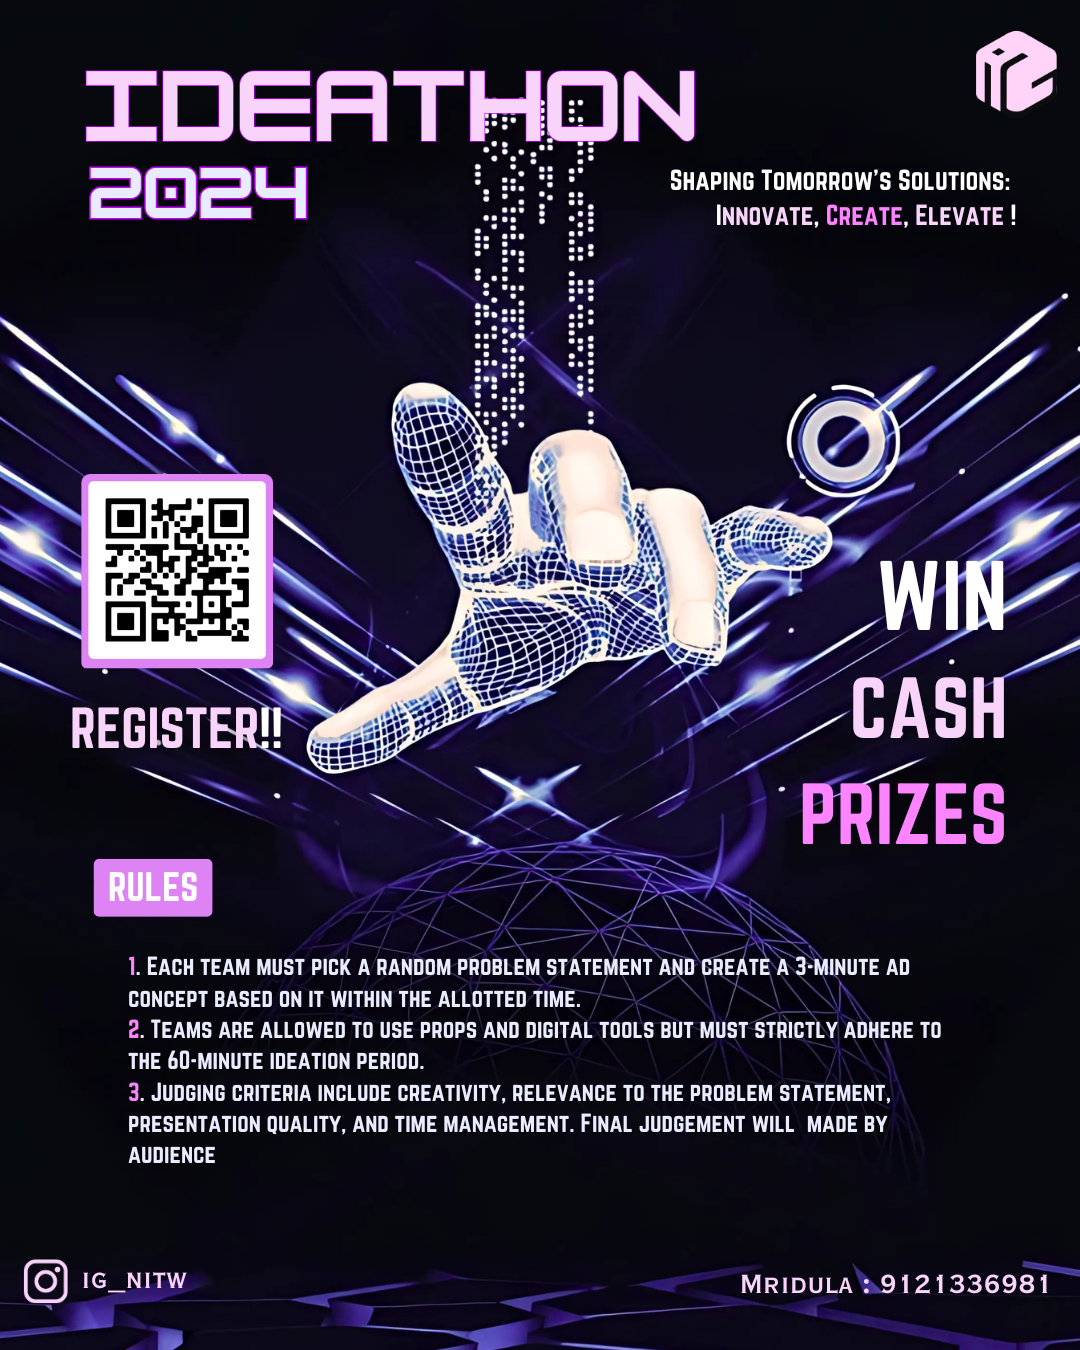 IDEATHON
2024
Shaping Tomorrow's Solutions:
Innovate, Create, Elevate !
WIN
CASH
PRIZES
REGISTER!!
RULES
1. Each team must pick a random problem statement and create a 3-minute ad
concept based on it within the allotted time.
2. Teams are allowed to use props and digital tools but must strictly adhere to
the 60-minute ideation period.
3. Judging criteria include creativity, relevance to the problem statement,
presentation quality, and time management. Final judgement will made by
audience
IG_NITW
Mridula : 9121336981